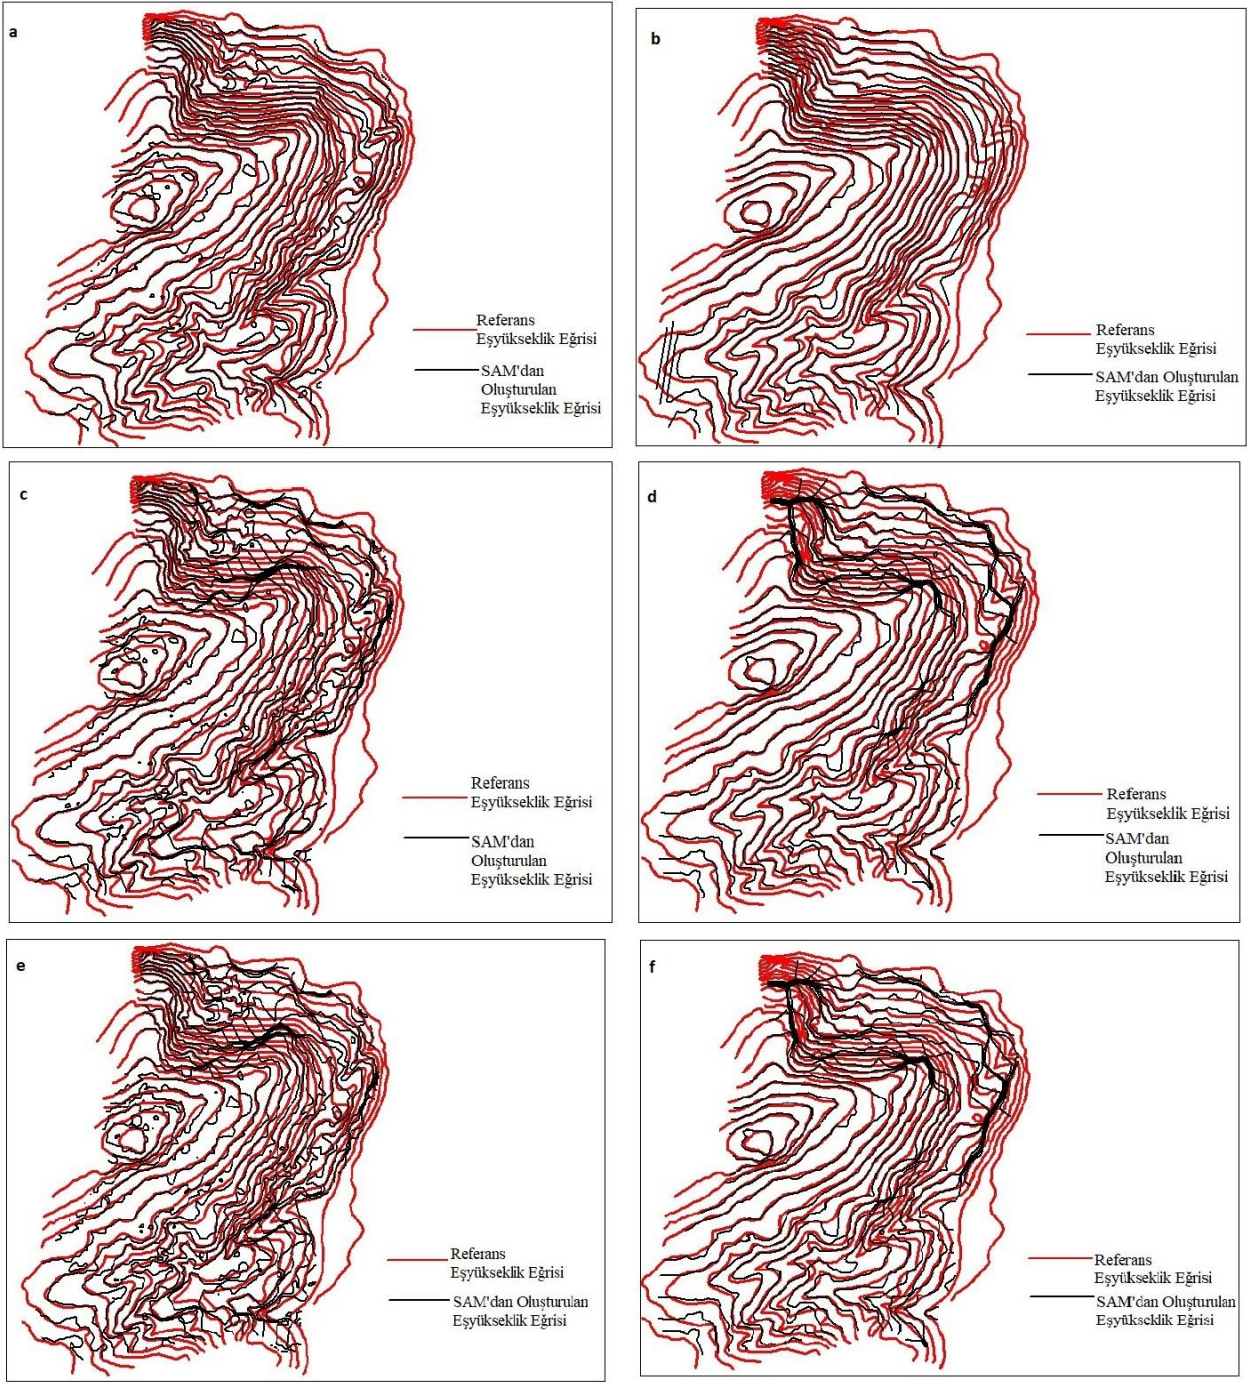 a
Referans
Eşyükseklik Eğrisi
SAM'dan
Oluşturulan
Eşyükseklik Eğrisi
b
Referans
Eşyükseklik Eğrisi
SAM'dan Oluşturulan
Eşyükseklik Eğrisi
c
Referans
Eşyükseklik Eğrisi
SAM'dan
Oluşturulan
Eşyükseklik Eğrisi
d
Referans
Eşyükseklik Eğrisi
SAM'dan
Oluşturulan
Eşyükseklik Eğrisi
e
Referans
Eşyükseklik Eğrisi
SAM'dan Oluşturulan
Eşyükseklik Eğrisi
f
Referans
Eşyükseklik Eğrisi
SAM'dan Oluşturulan
Eşyükseklik Eğrisi